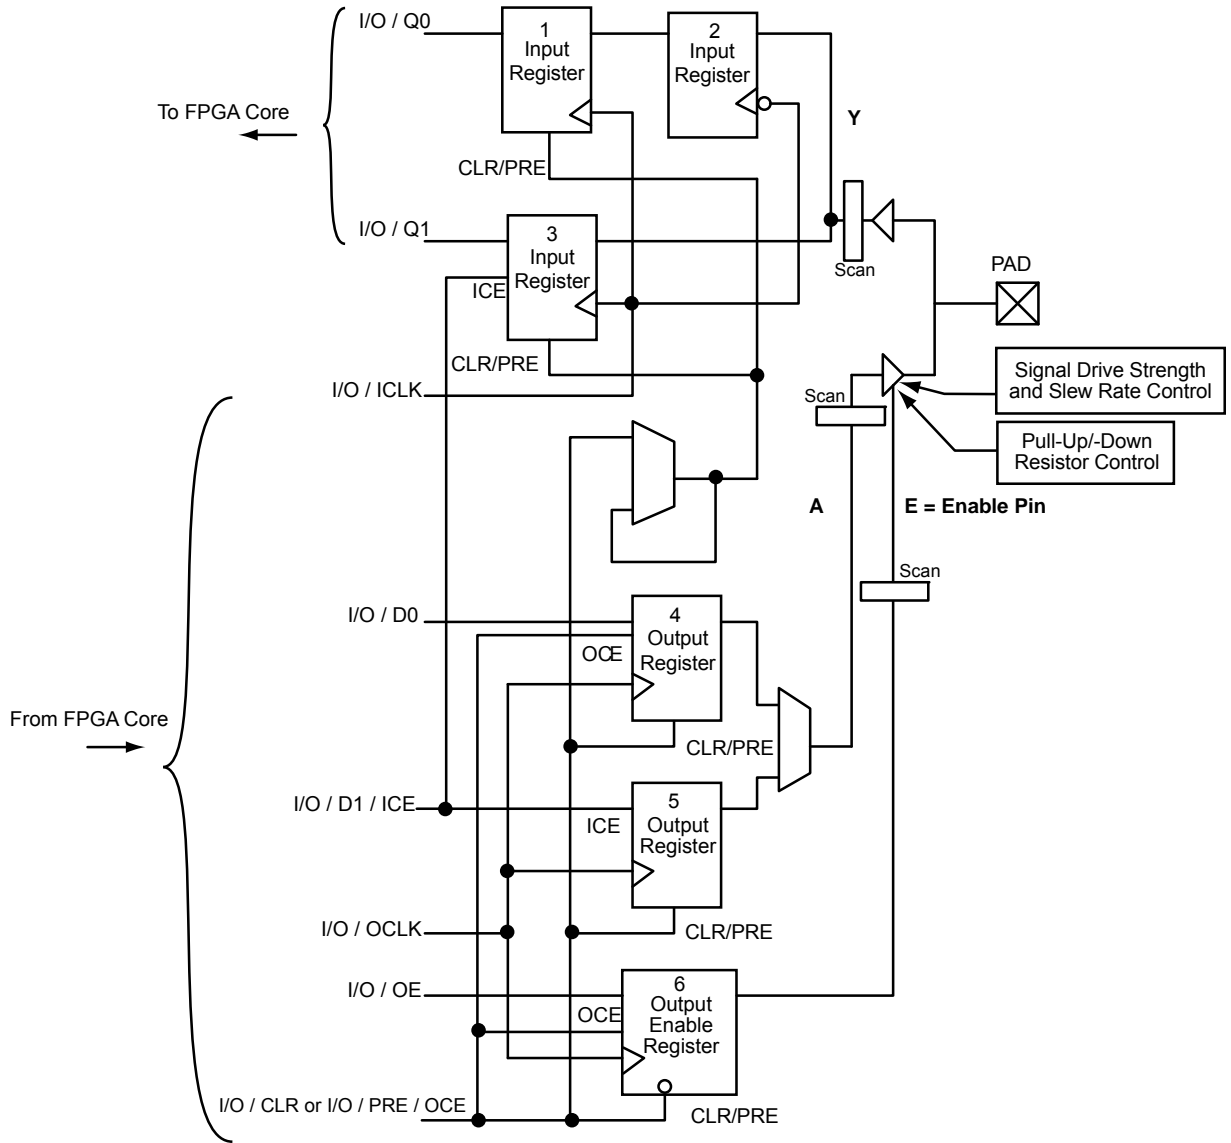 I/O / Q0
1
Input
Register
2
Input
Register
To FPGA Core
Y
CLR/PRE
I/O / Q1
3
Input
Register
ICE
Scan
PAD
CLR/PRE
I/O / ICLK
Signal Drive Strength
and Slew Rate Control
Scan
Pull-Up/-Down
Resistor Control
A
E = Enable Pin
Scan
I/O / D0
4
Output
Register
OCE
From FPGA Core
CLR/PRE
I/O / D1 / ICE
5
Output
Register
ICE
I/O / OCLK
CLR/PRE
I/O / OE
6
Output
Enable
Register
OCE
I/O / CLR or I/O / PRE / OCE
CLR/PRE